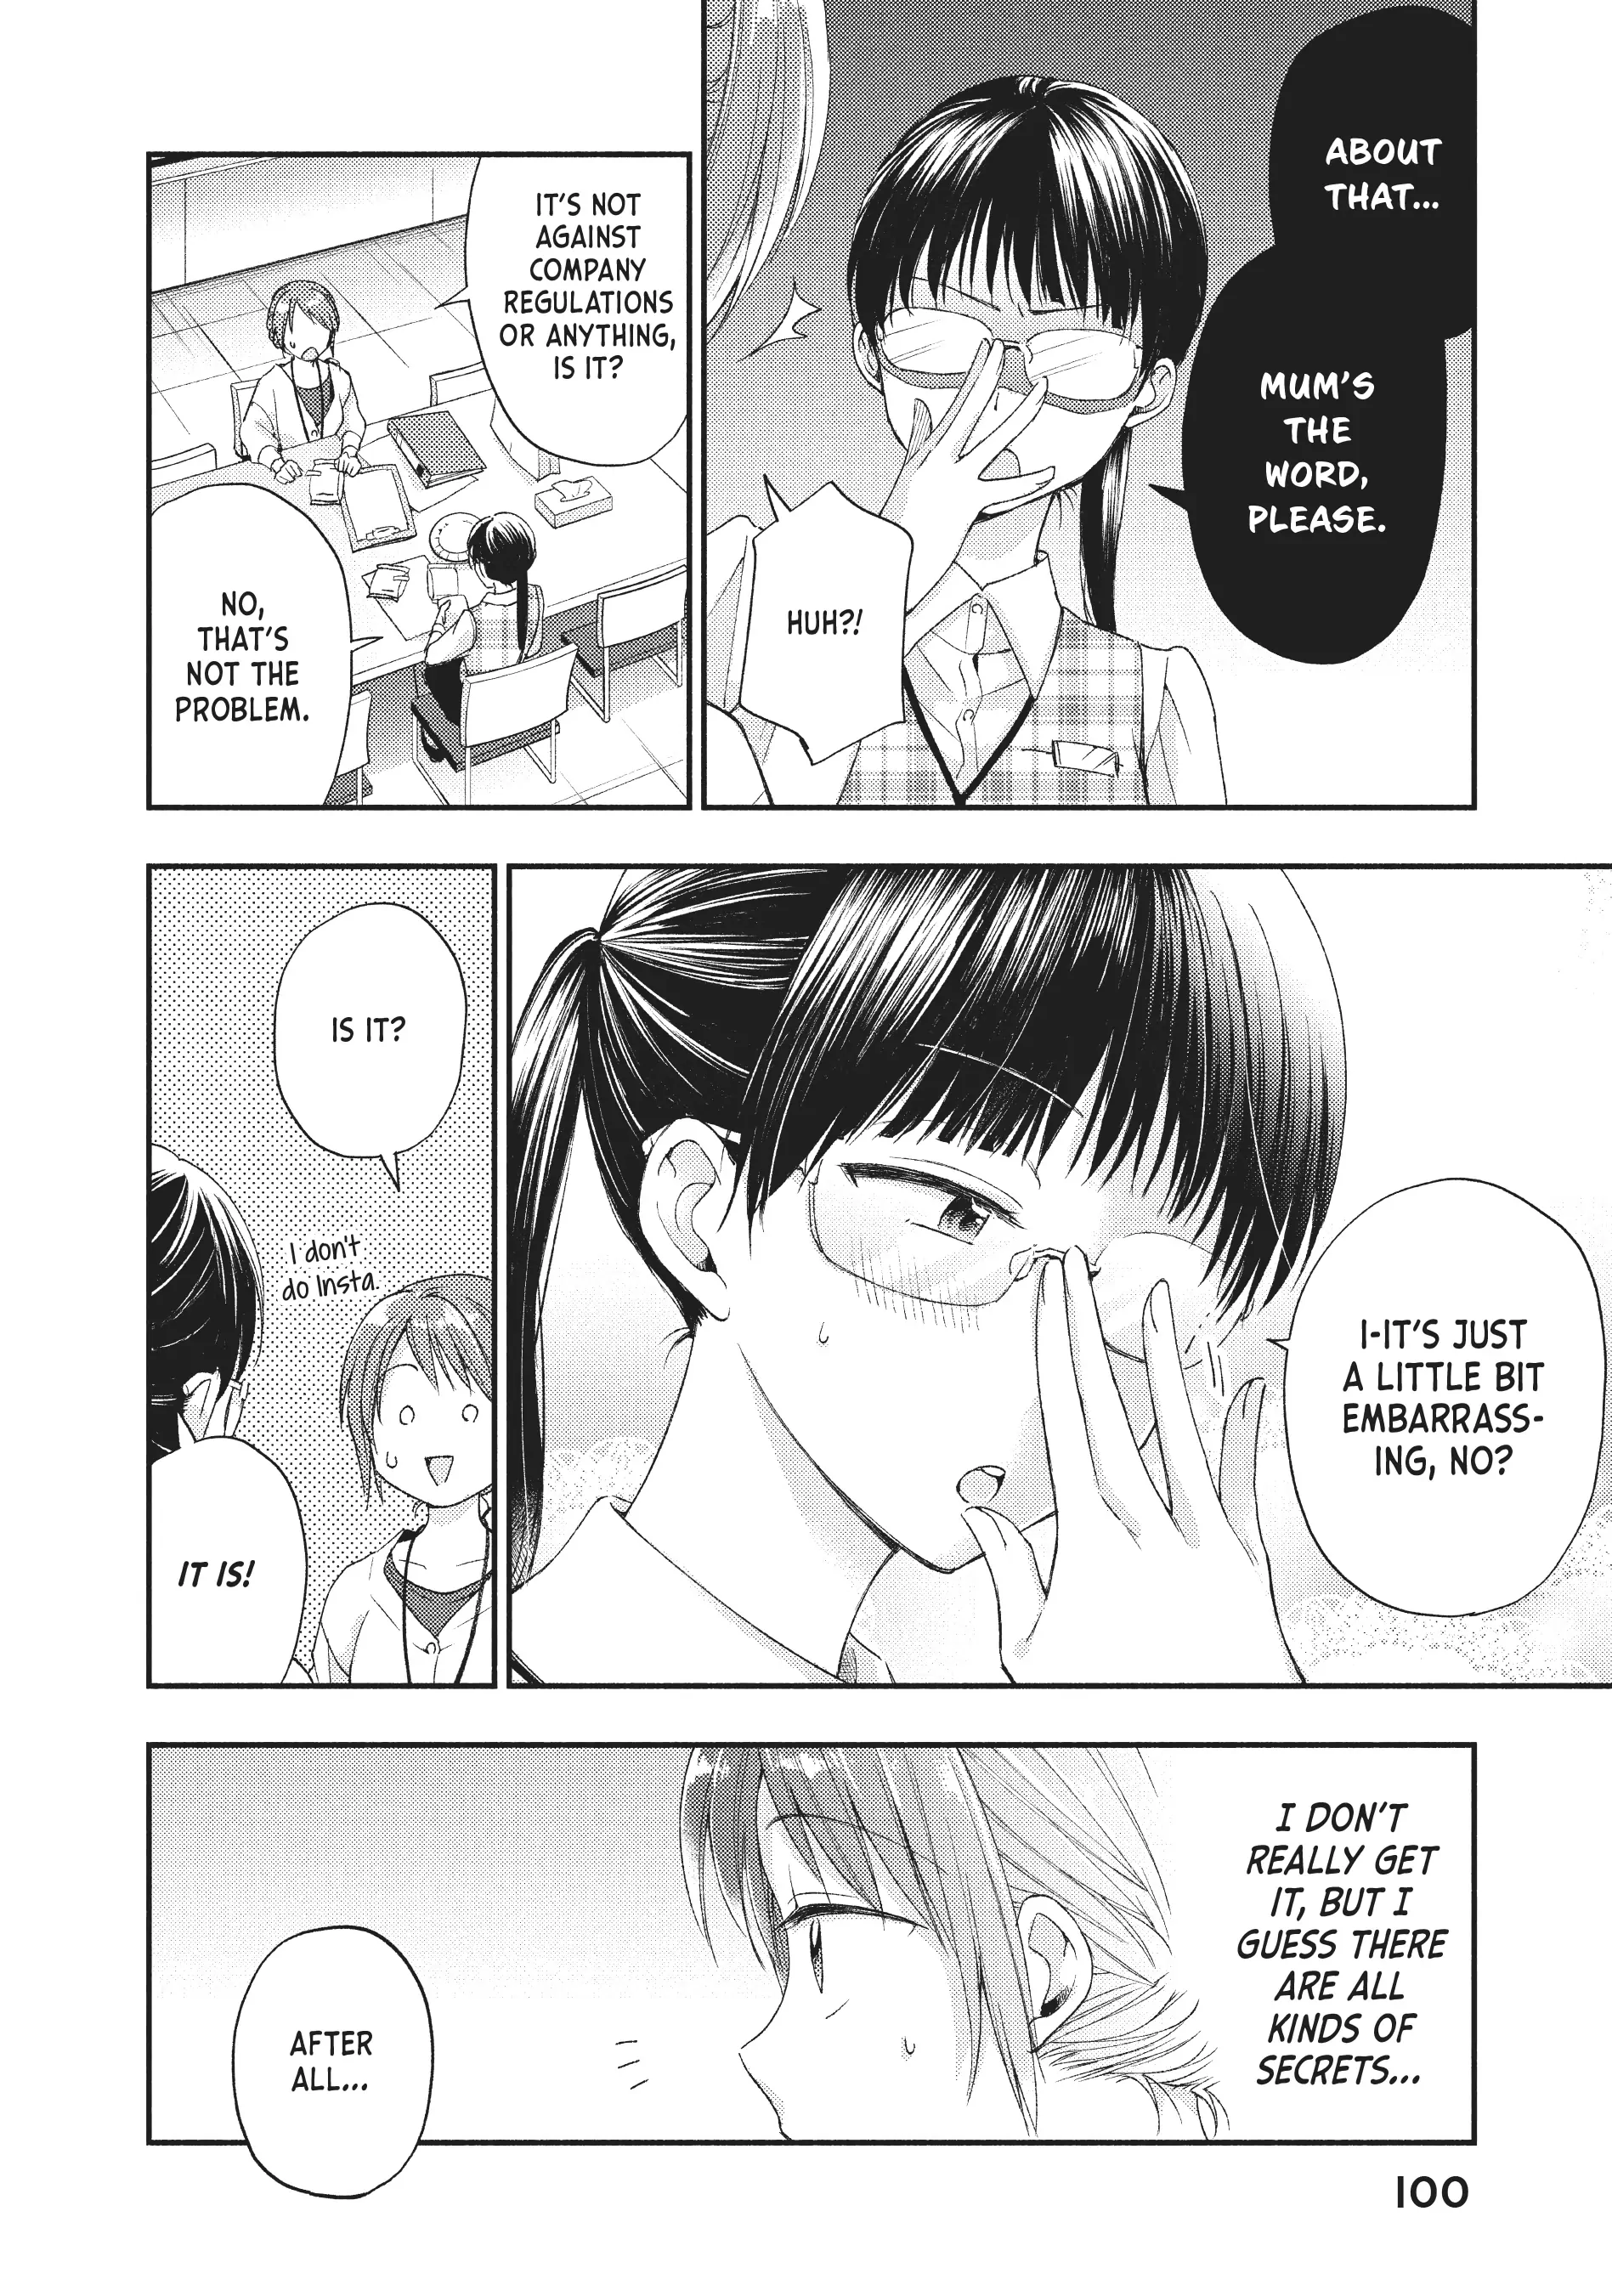 ABOUT
THAT...
MUM'S
THE
WORD,
PLEASE.
HUH?!
IT'S NOT
AGAINST
COMPANY
REGULATIONS
OR ANYTHING,
IS IT?
NO,
THAT'S
NOT THE
PROBLEM.
I-IT'S JUST
A LITTLE BIT
EMBARRASS-
ING, NO?
IS IT?
I don't
do Insta.
IT IS!
I DON'T
REALLY GET
IT, BUT I
GUESS THERE
ARE ALL
KINDS OF
SECRETS...
AFTER
ALL...
100